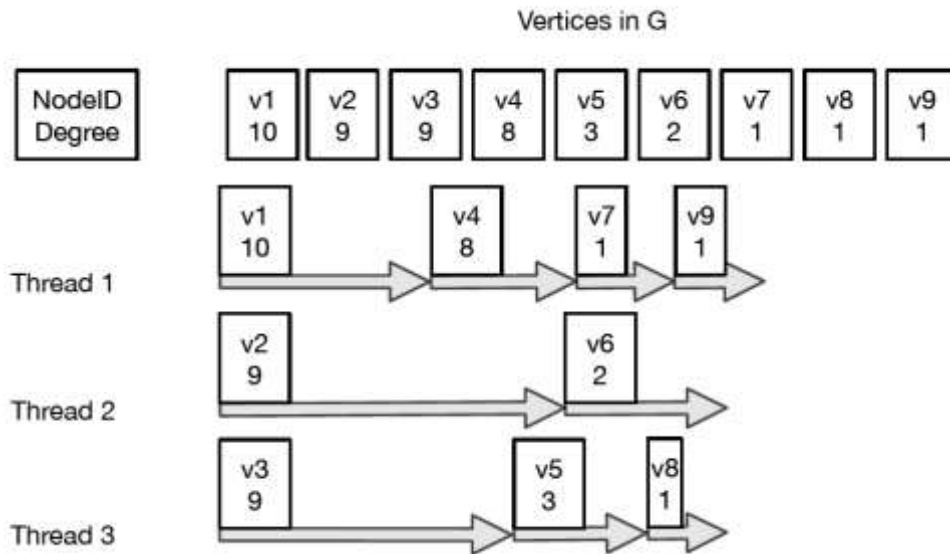 Vertices in G
NodeID
Degree
v1
10
v2
9
v3
9
v4
8
v5
3
v6
2
v7
1
v8
1
v9
1
Thread 1
v1
10
v4
8
v7
1
v9
1
Thread 2
v2
9
v6
2
Thread 3
v3
9
v5
3
v8
1